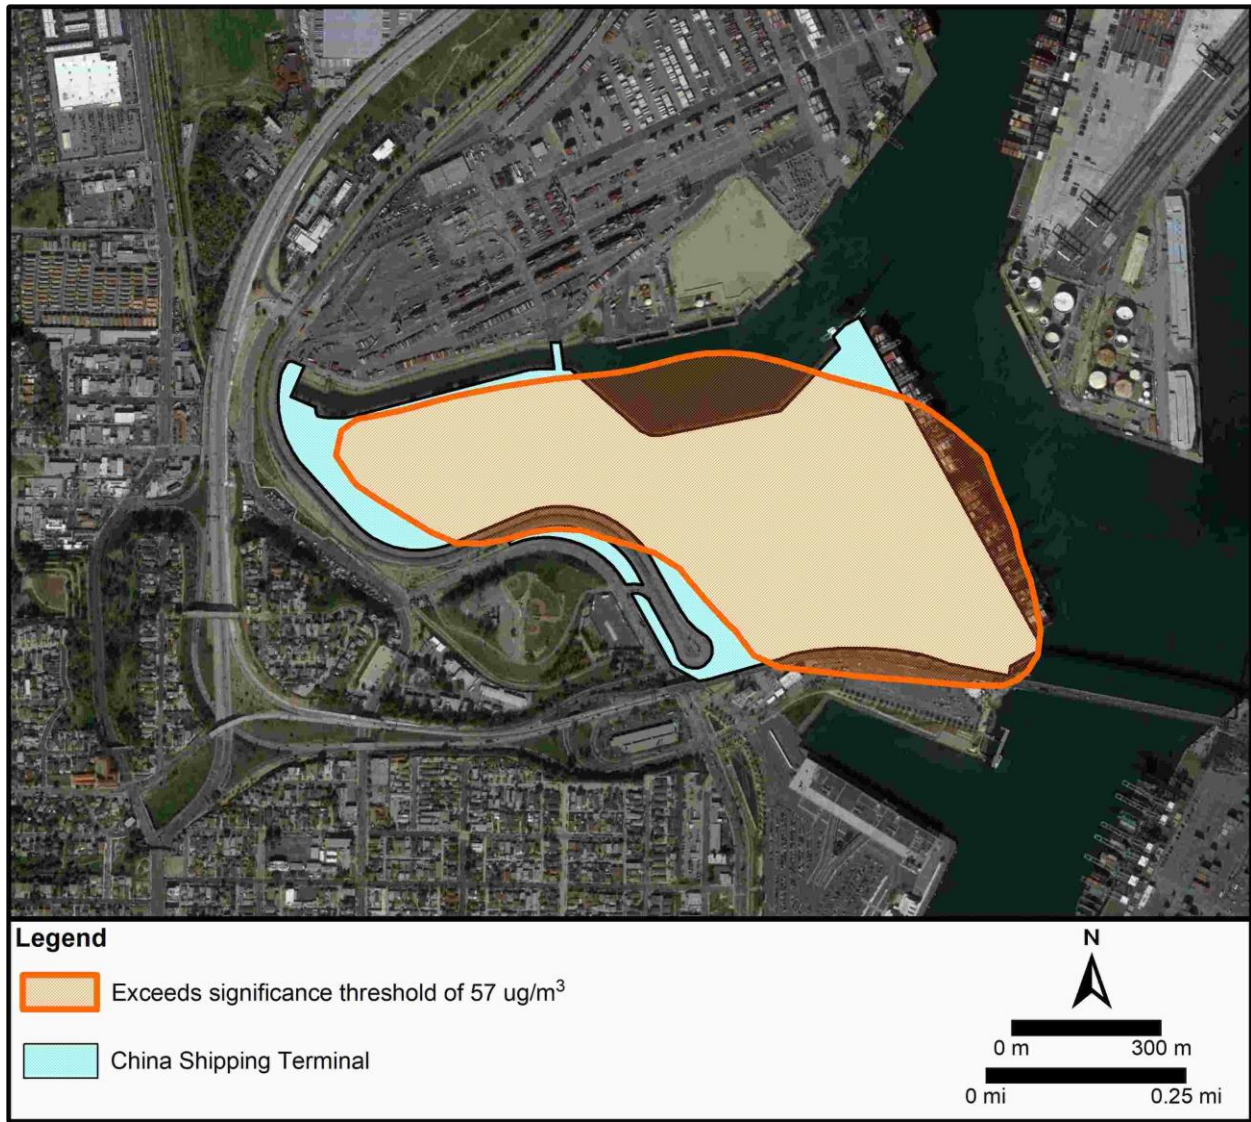 Legend
Exceeds significance threshold of 57 ug/m³
China Shipping Terminal
N
0 m 300 m
0 mi 0.25 mi